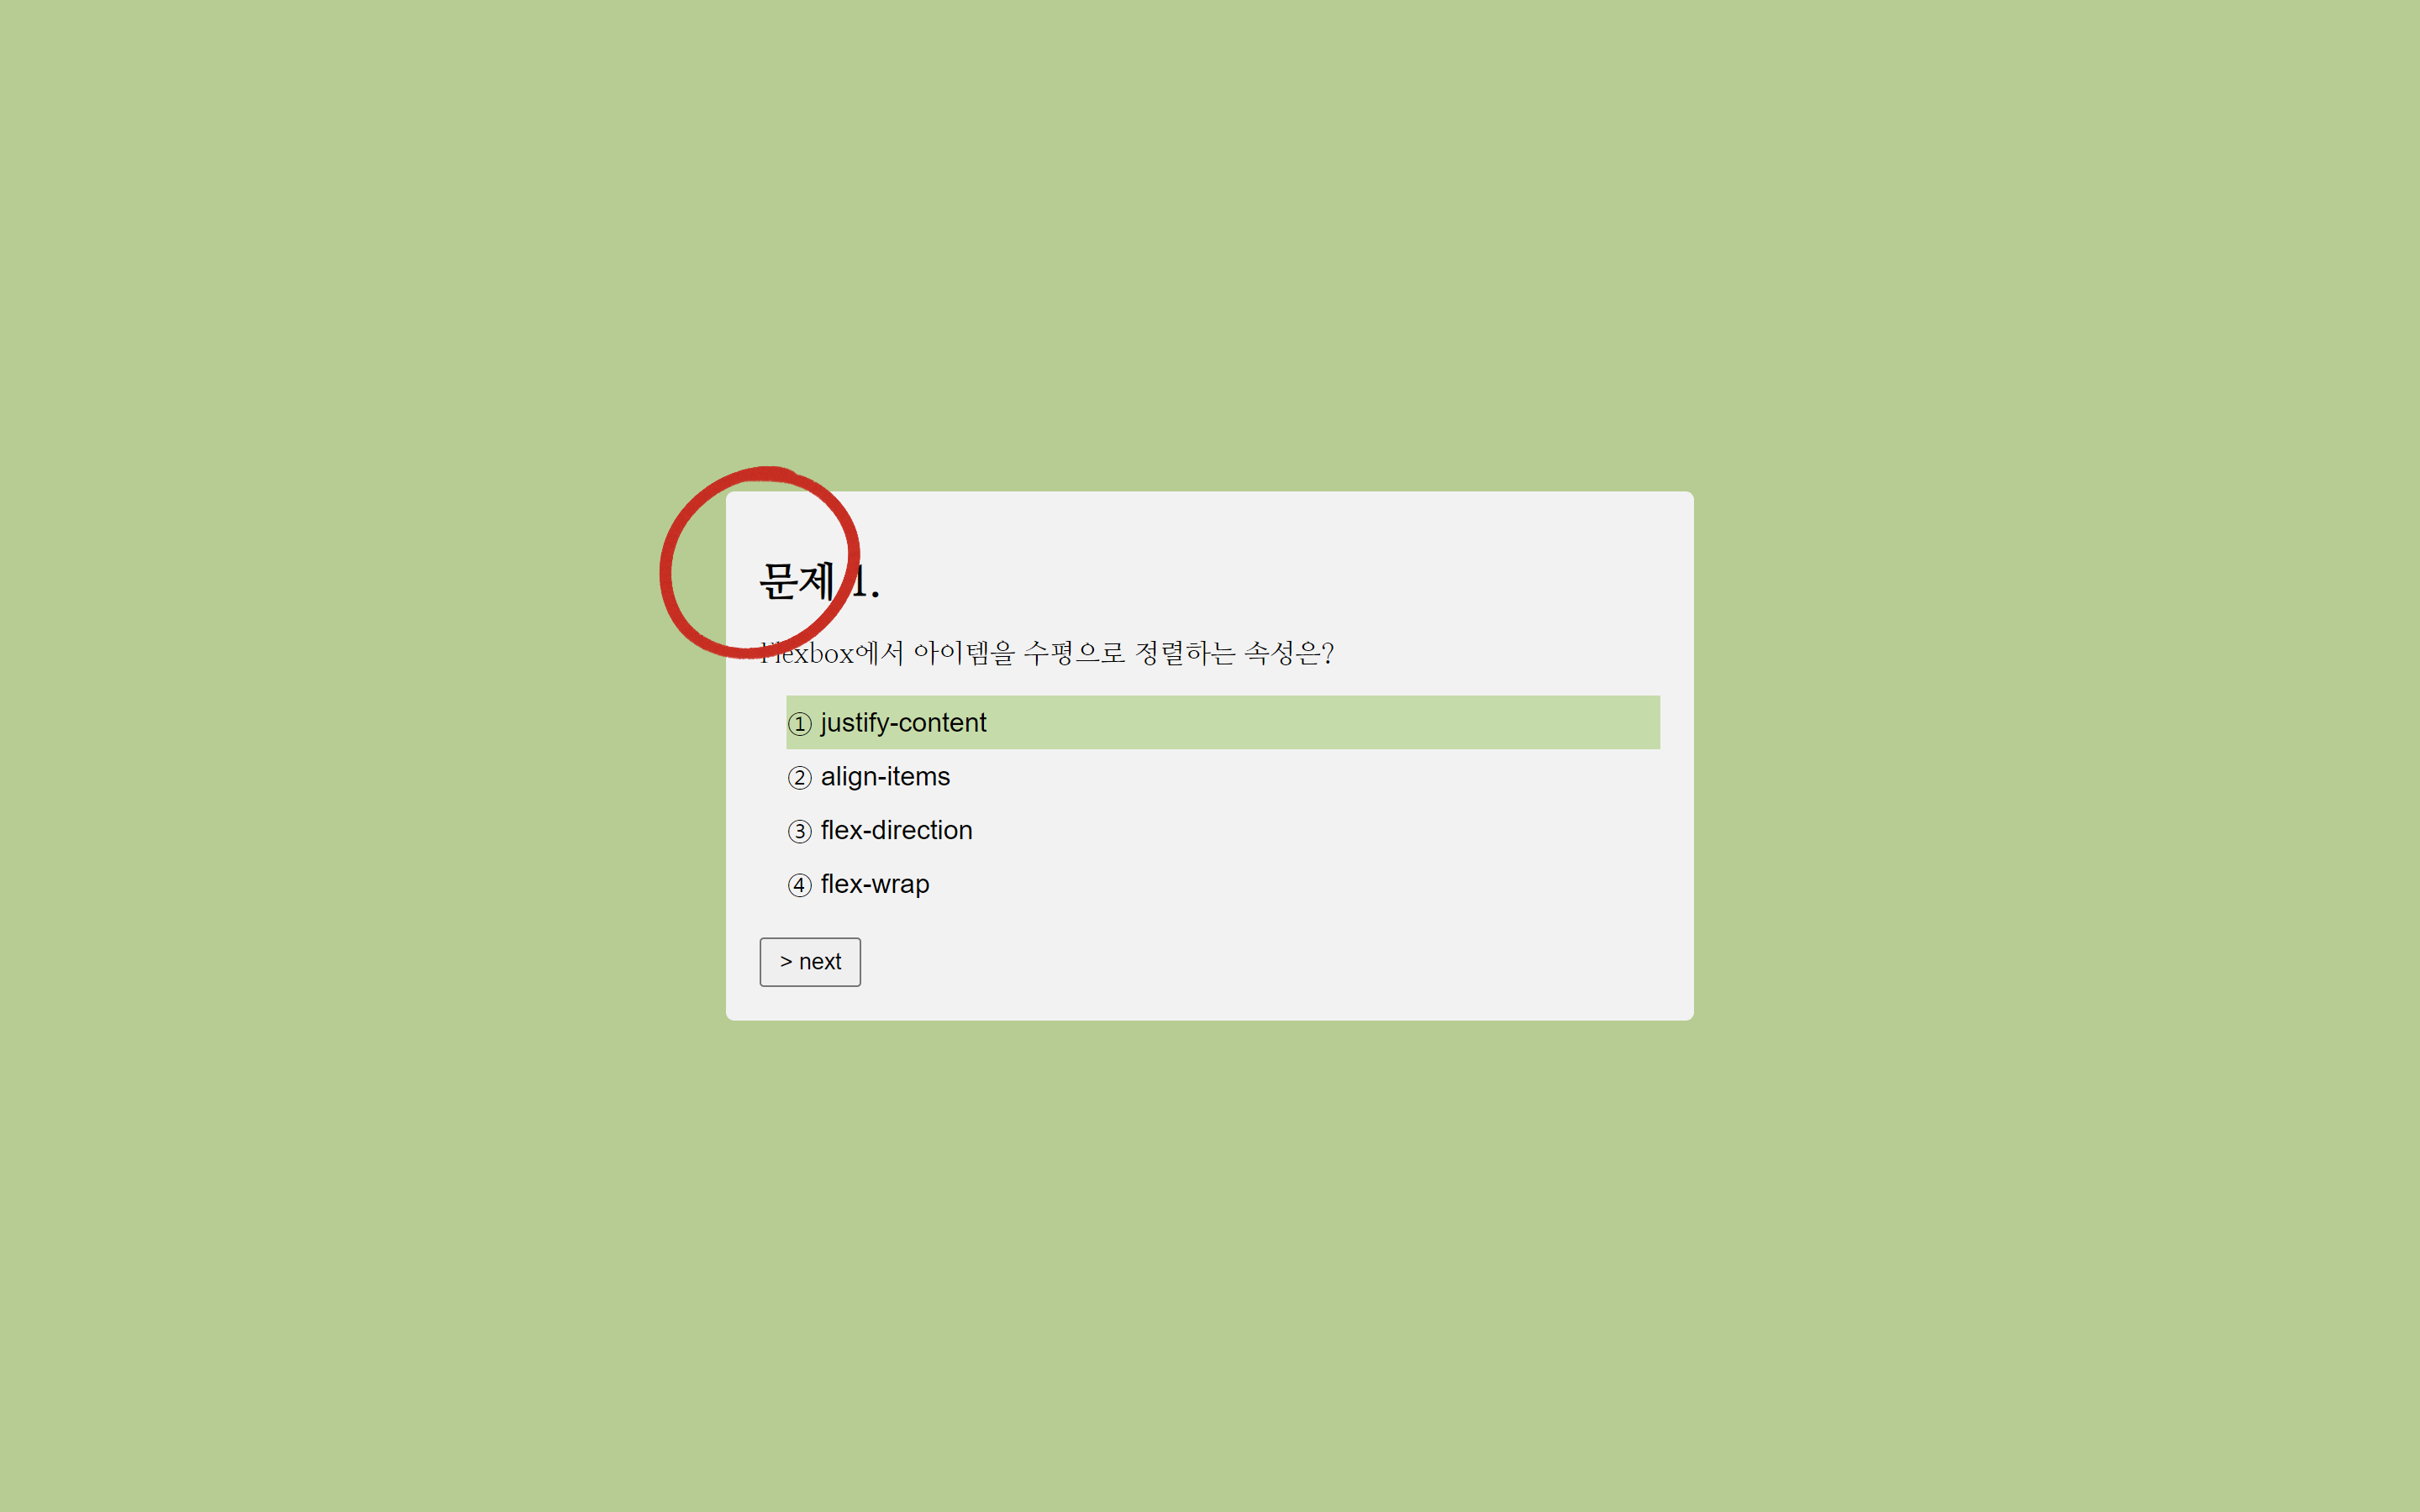 문제 1.
Flexbox에서 아이템을 수평으로 정렬하는 속성은?
① justify-content
② align-items
③ flex-direction
④ flex-wrap
> next